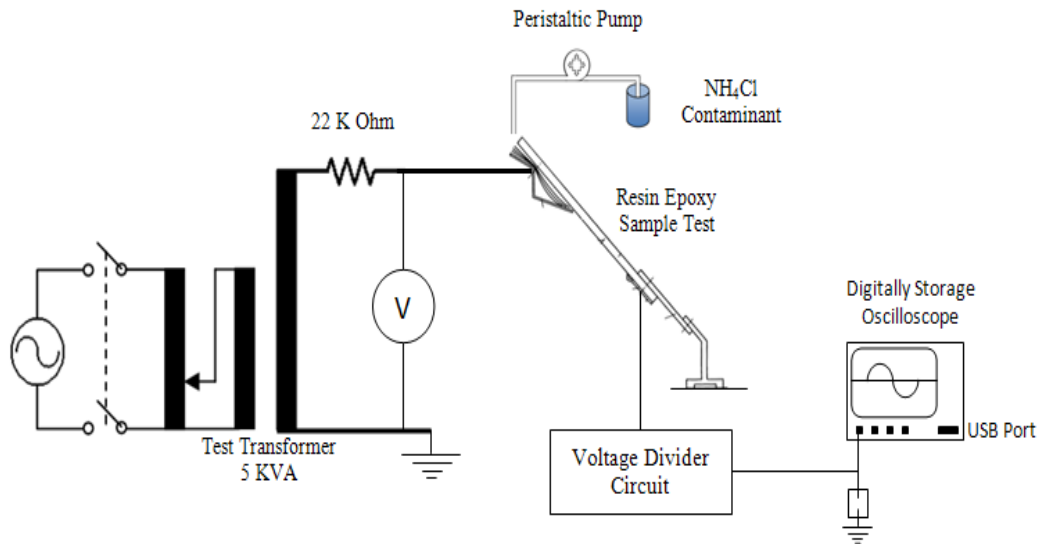 Peristaltic Pump
NH₄Cl
Contaminant
22 K Ohm
Resin Epoxy
Sample Test
V
Digitally Storage
Oscilloscope
USB Port
Test Transformer
5 KVA
Voltage Divider
Circuit